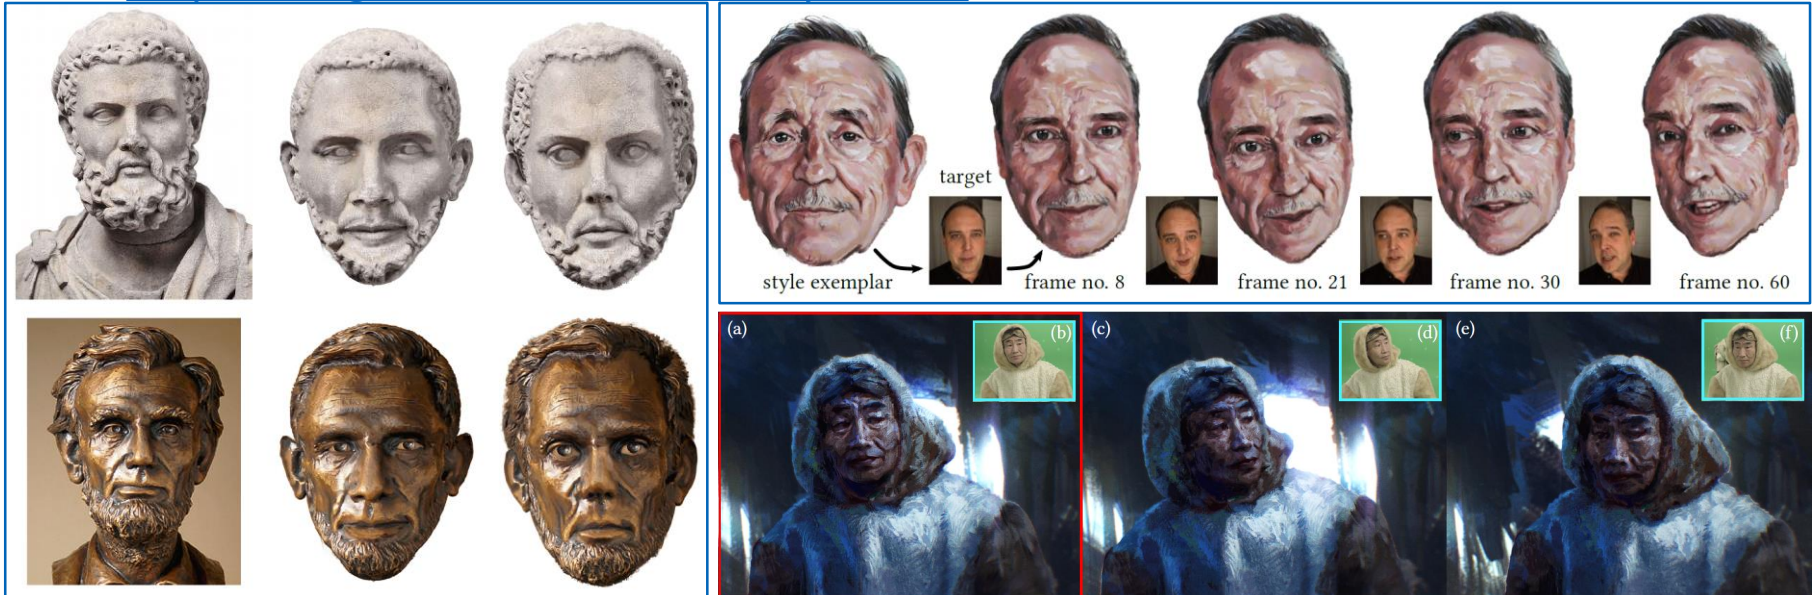 target
style exemplar
frame no. 8
frame no. 21
frame no. 30
frame no. 60
(a)
(b)
(c)
(d)
(e)
(f)